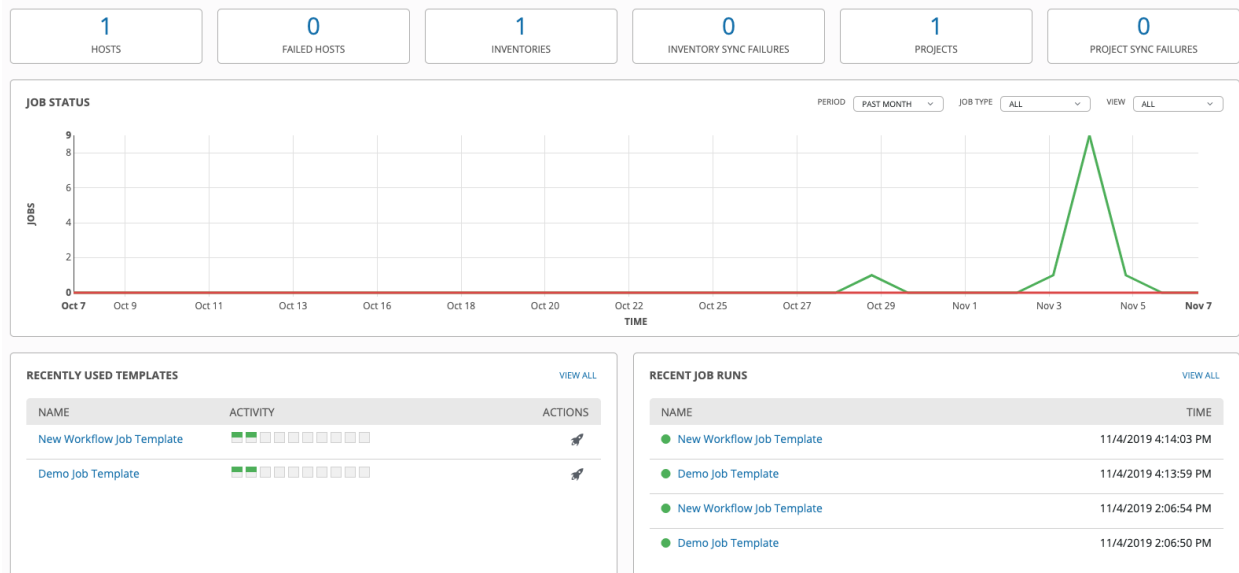 1 0 1 0 1 0
HOSTS FAILED HOSTS INVENTORIES INVENTORY SYNC FAILURES PROJECTS PROJECT SYNC FAILURES
JOB STATUS PERIOD PAST MONTH JOB TYPE ALL VIEW ALL
9
8
6
4
2
0
JOBS
Oct 7 Oct 9 Oct 11 Oct 13 Oct 16 Oct 18 Oct 20 Oct 22 Oct 25 Oct 27 Oct 29 Nov 1 Nov 3 Nov 5 Nov 7
TIME
RECENTLY USED TEMPLATES VIEW ALL
NAME ACTIVITY ACTIONS
New Workflow Job Template
Demo Job Template
RECENT JOB RUNS VIEW ALL
NAME TIME
New Workflow Job Template 11/4/2019 4:14:03 PM
Demo Job Template 11/4/2019 4:13:59 PM
New Workflow Job Template 11/4/2019 2:06:54 PM
Demo Job Template 11/4/2019 2:06:50 PM